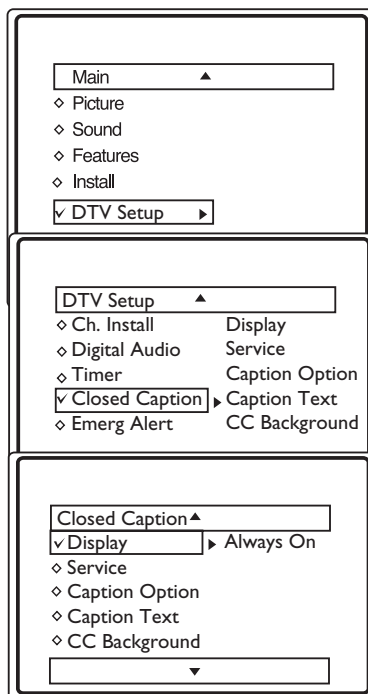 Main
Picture
Sound
Features
Install
DTV Setup
DTV Setup
Ch. Install Display
Digital Audio Service
Timer Caption Option
Closed Caption Caption Text
Emerg Alert CC Background
Closed Caption
Display Always On
Service
Caption Option
Caption Text
CC Background